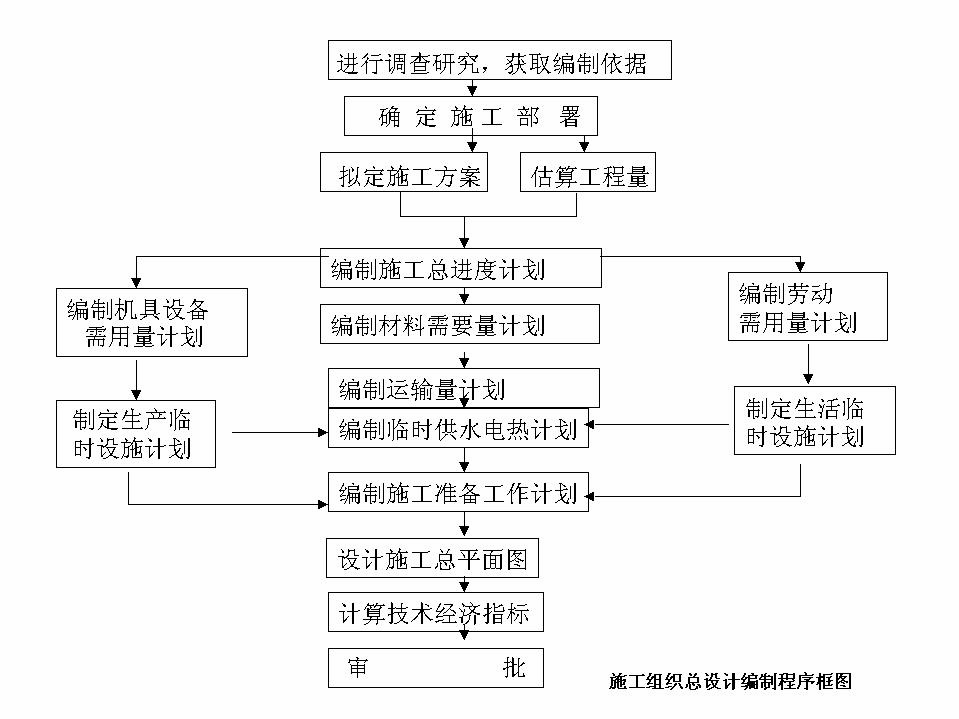 进行调查研究，获取编制依据
确定施工部署
拟定施工方案
估算工程量
编制施工总进度计划
编制机具设备
需用量计划
编制材料需要量计划
编制劳动
需用量计划
编制运输量计划
制定生产临
时设施计划
编制临时供水电热计划
制定生活临
时设施计划
编制施工准备工作计划
设计施工总平面图
计算技术经济指标
审批
施工组织总设计编制程序框图